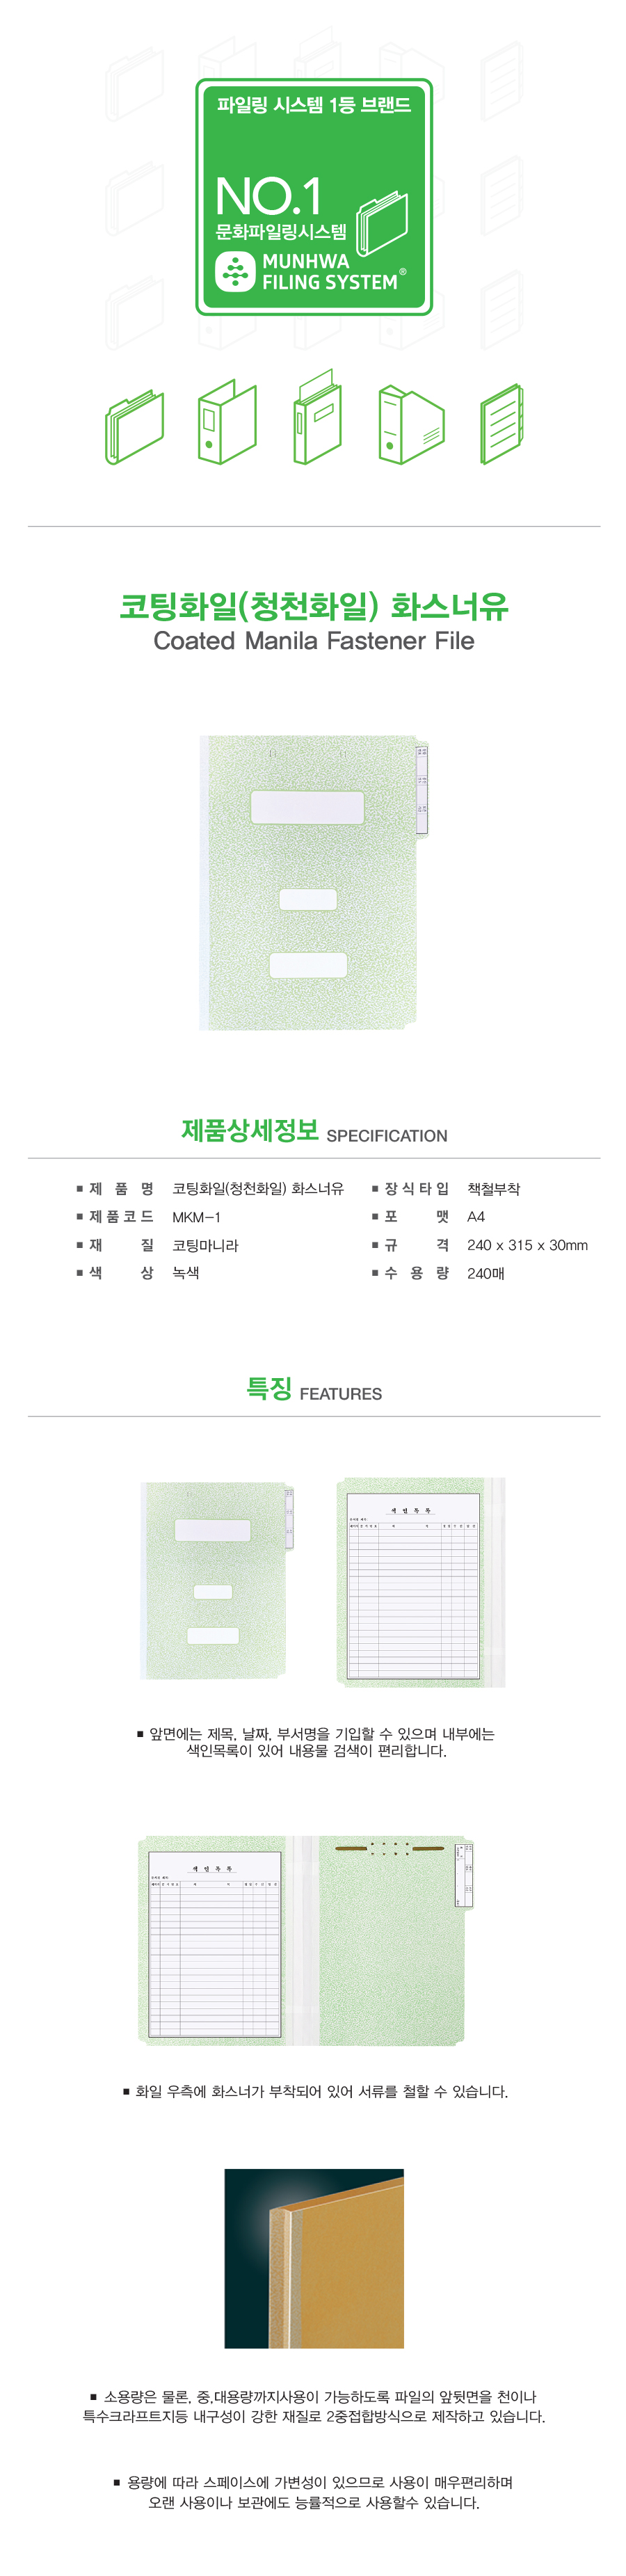 파일링 시스템 1등 브랜드
NO.1
문화파일링시스템
MUNHWA
FILING SYSTEM®
코팅화일(청천화일) 화스너유
Coated Manila Fastener File
제품상세정보 SPECIFICATION
■ 제 품 명 코팅화일(청천화일) 화스너유 ■ 장식타입 책철부착
■ 제품코드 MKM-1 ■ 포 맷 A4
■ 재 질 코팅마니라 ■ 규 격 240 x 315 x 30mm
■ 색 상 녹색 ■ 수 용 량 240매
특징 FEATURES
색 인 목 록
■ 앞면에는 제목, 날짜, 부서명을 기입할 수 있으며 내부에는
색인목록이 있어 내용물 검색이 편리합니다.
색 인 목 록
■ 화일 우측에 화스너가 부착되어 있어 서류를 철할 수 있습니다.
■ 소용량은 물론, 중,대용량까지사용이 가능하도록 파일의 앞뒷면을 천이나
특수크라프트지등 내구성이 강한 재질로 2중접합방식으로 제작하고 있습니다.
■ 용량에 따라 스페이스에 가변성이 있으므로 사용이 매우편리하며
오랜 사용이나 보관에도 능률적으로 사용할수 있습니다.